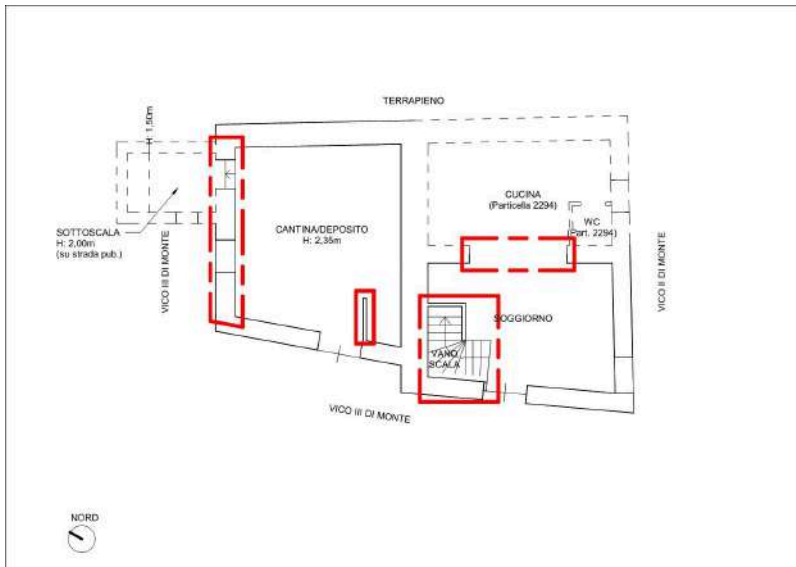 TERRAPIENO
H: 1,50m
CUCINA
(Particella 2294)
WC
(Part. 2294)
CANTINA/DEPOSITO
H: 2,35m
SOTTOSCALA
H: 2,00m
(su strada pub.)
VICO III DI MONTE
VICO II DI MONTE
SOGGIORNO
VANO
SCALA
VICO III DI MONTE
NORD